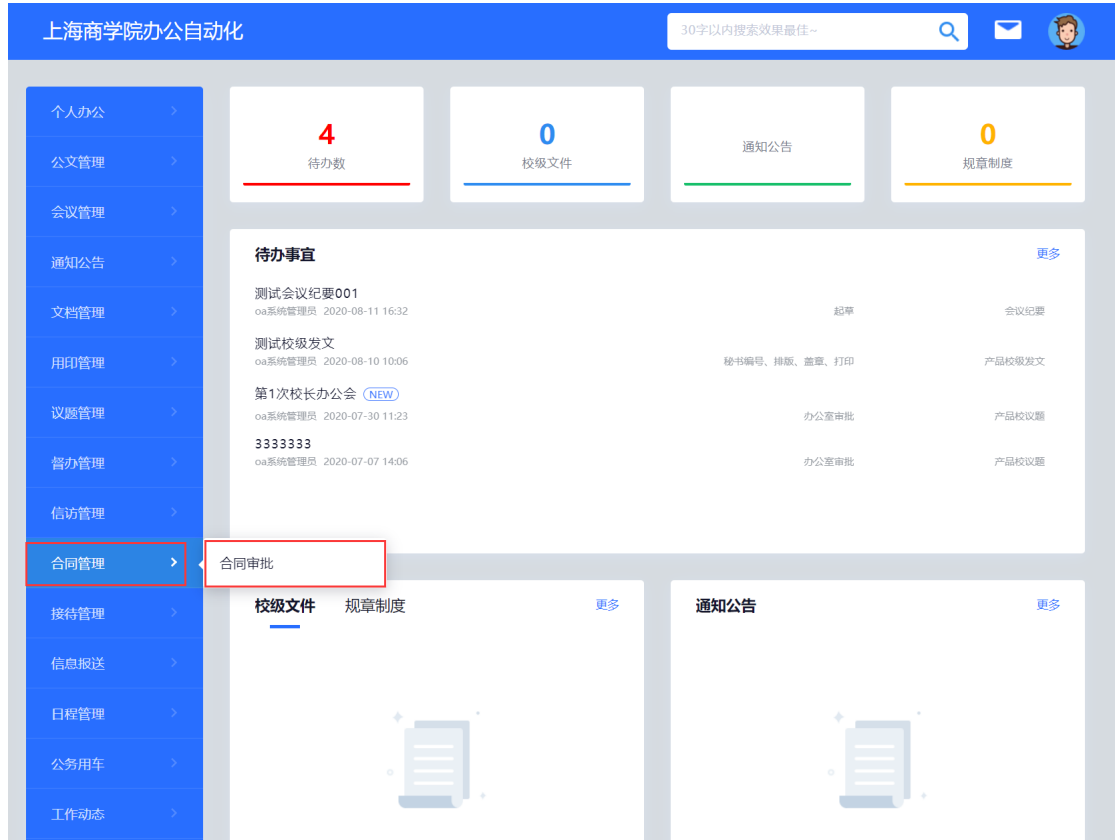 上海商学院办公自动化
30字以内搜索效果最佳~
个人办公
公文管理
会议管理
通知公告
文档管理
用印管理
议题管理
督办管理
信访管理
合同管理
合同审批
接待管理
信息报送
日程管理
公务用车
工作动态
4
待办数
0
校级文件
通知公告
0
规章制度
待办事宜 更多
测试会议纪要001
oa系统管理员 2020-08-11 16:32 起草 会议纪要
测试校级发文
oa系统管理员 2020-08-10 10:06 秘书编号、排版、盖章、打印 产品校级发文
第1次校长办公会 NEW
oa系统管理员 2020-07-30 11:23 办公室审批 产品校议题
3333333
oa系统管理员 2020-07-07 14:06 办公室审批 产品校议题
校级文件 规章制度 更多
通知公告 更多